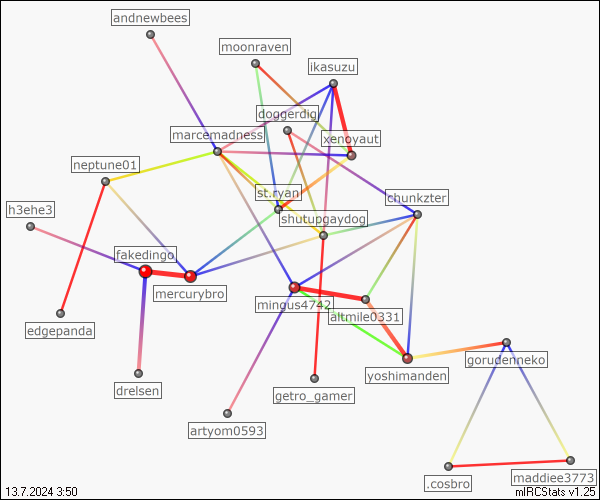 andnewbees
moonraven
ikasuzu
doggerdig
marcemadness
xenoyaut
neptune01
st.ryan
chunkzter
h3ehe3
shutupgaydog
fakedingo
mercurybro
mingus4742
altmile0331
edgepanda
gorudenneko
yoshimanden
drelsen
getro_gamer
artyom0593
.cosbro
maddiee3773
13.7.2024 3:50
mIRCStats v1.25